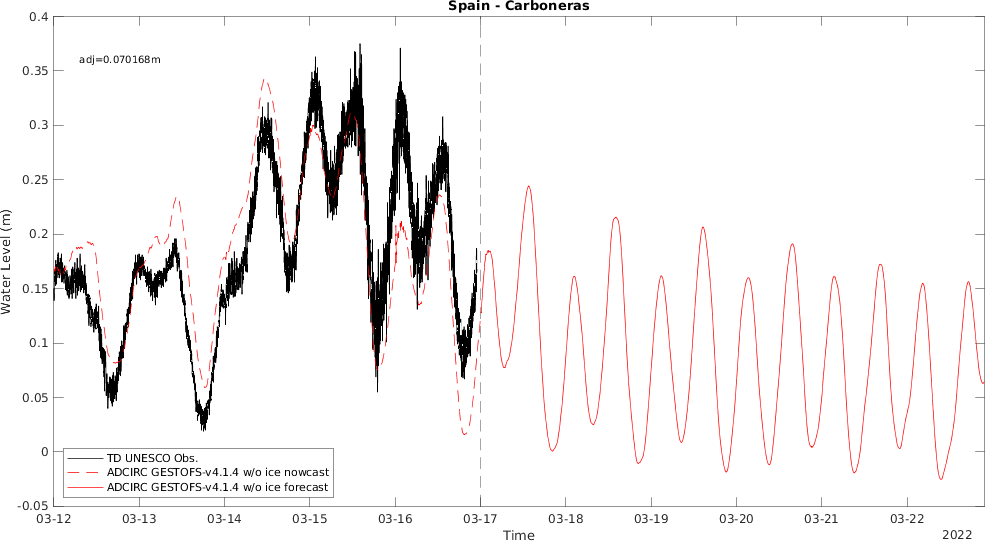 Spain - Carboneras
0.4
0.35
0.3
0.25
0.2
0.15
0.1
0.05
0
-0.05
Water Level (m)
adj=0.070168m
TD UNESCO Obs.
ADCIRC GESTOFS-v4.1.4 w/o ice nowcast
ADCIRC GESTOFS-v4.1.4 w/o ice forecast
03-12 03-13 03-14 03-15 03-16 03-17 03-18 03-19 03-20 03-21 03-22
Time
2022